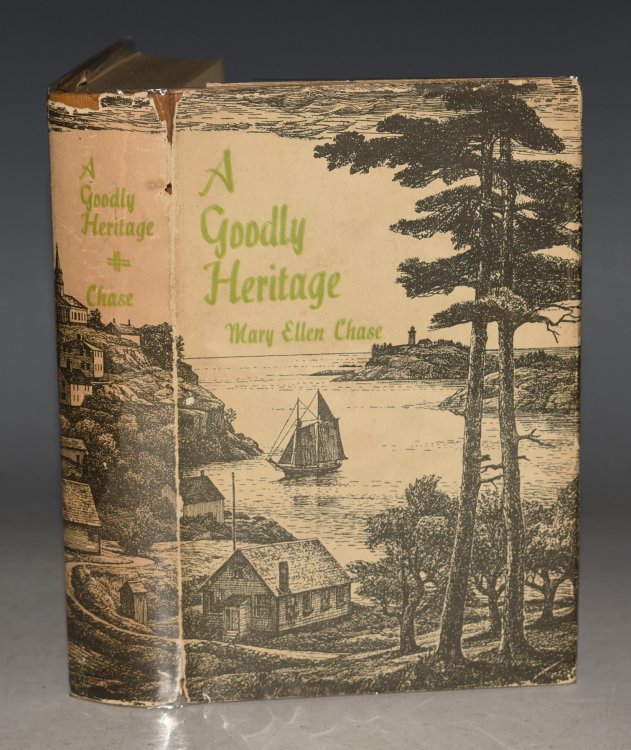 A
Goodly
Heritage
Chase
A
Goodly
Heritage
Mary Ellen Chase